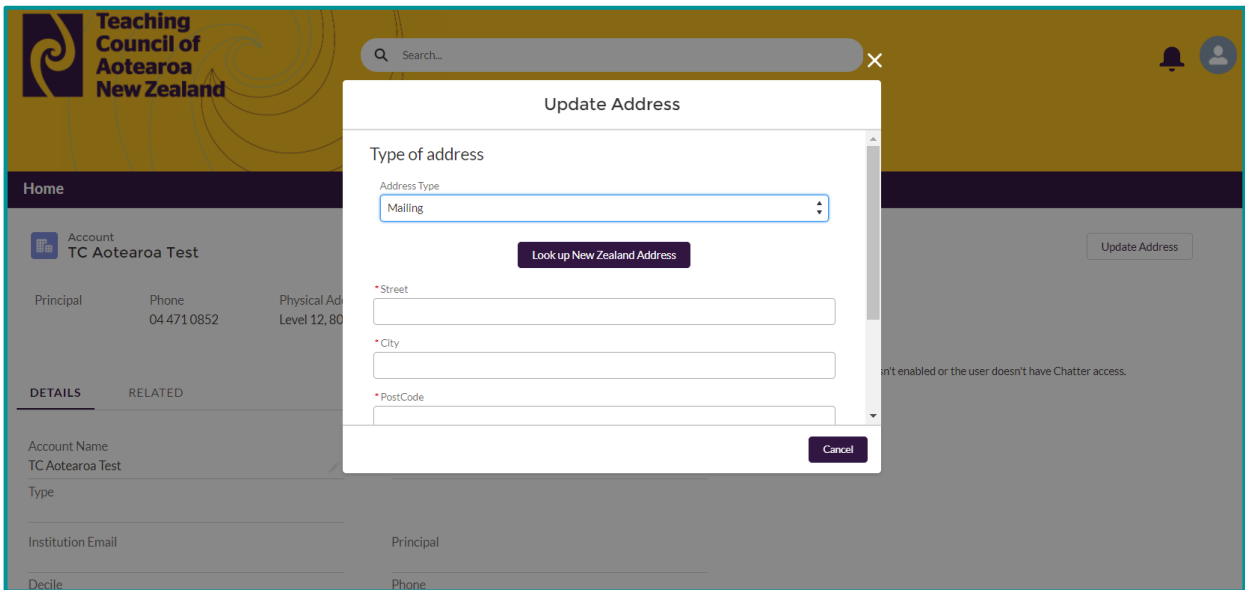 Teaching
Council of
Aotearoa
New Zealand
Search...
Update Address
Type of address
Address Type
Mailing
Look up New Zealand Address
* Street
* City
* PostCode
Cancel
Home
Account
TC Aotearoa Test
Update Address
Principal Phone Physical
04 471 0852 Level 12, 80
sn't enabled or the user doesn't have Chatter access.
DETAILS RELATED
Account Name
TC Aotearoa Test
Type
Institution Email Principal
Decile Phone